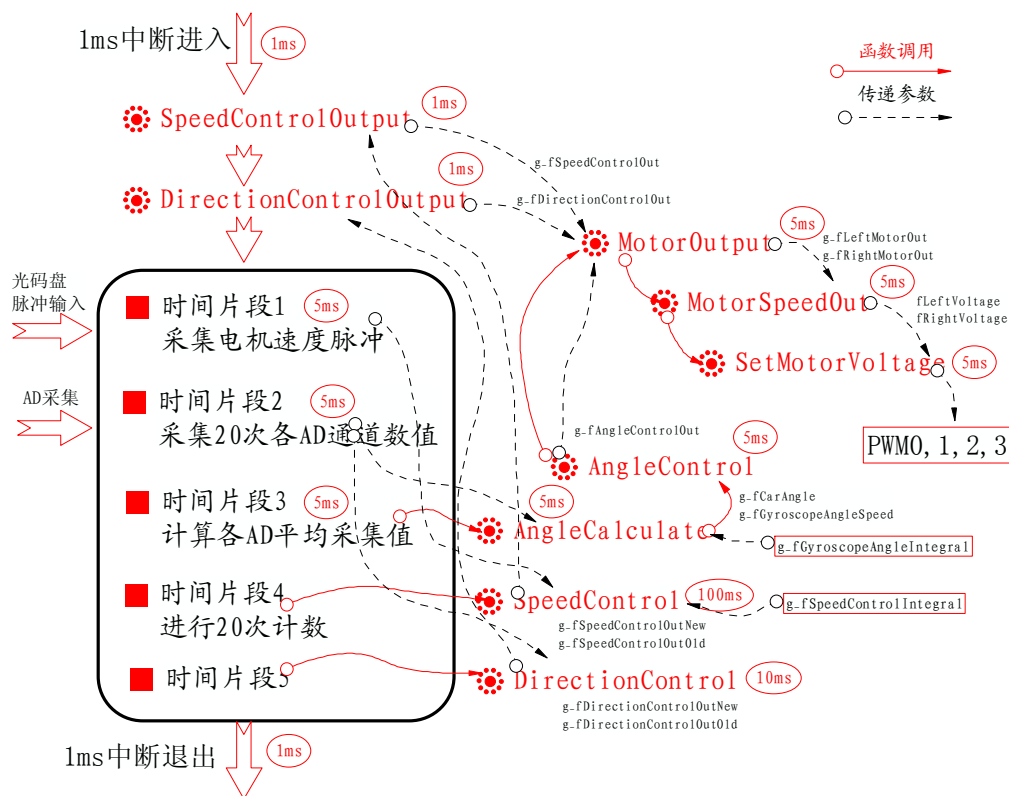 1ms中断进入
1ms
函数调用
传递参数
SpeedControlOutput
1ms
g_fSpeedControlOut
DirectionControlOutput
1ms
g_fDirectionControlOut
MotorOutput
5ms
g_fLeftMotorOut
g_fRightMotorOut
光码盘
脉冲输入
时间片段1
5ms
采集电机速度脉冲
MotorSpeedOut
5ms
fLeftVoltage
fRightVoltage
SetMotorVoltage
5ms
AD采集
时间片段2
5ms
采集20次各AD通道数值
g_fAngleControlOut
PWM0,1,2,3
AngleControl
5ms
时间片段3
5ms
计算各AD平均采集值
5ms
AngleCalculate
g_fCarAngle
g_fGyroscopeAngleSpeed
g_fGyroscopeAngleIntegral
时间片段4
进行20次计数
SpeedControl
100ms
g_fSpeedControlIntegral
g_fSpeedControlOutNew
g_fSpeedControlOutOld
时间片段5
DirectionControl
10ms
g_fDirectionControlOutNew
g_fDirectionControlOutOld
1ms中断退出
1ms